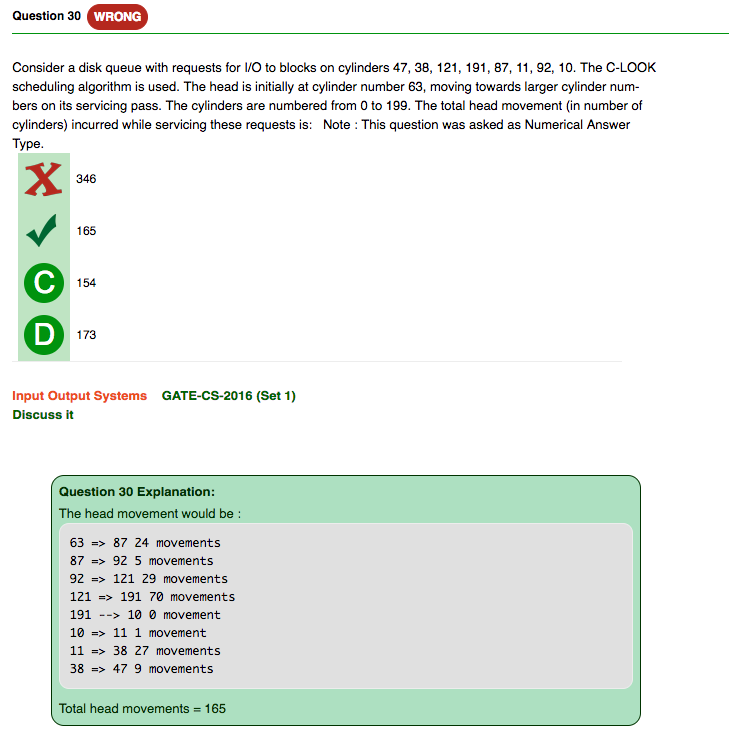 Question 30 WRONG
Consider a disk queue with requests for I/O to blocks on cylinders 47, 38, 121, 191, 87, 11, 92, 10. The C-LOOK
scheduling algorithm is used. The head is initially at cylinder number 63, moving towards larger cylinder num-
bers on its servicing pass. The cylinders are numbered from 0 to 199. The total head movement (in number of
cylinders) incurred while servicing these requests is:   Note : This question was asked as Numerical Answer
Type.
X 346
165
C 154
D 173
Input Output Systems GATE-CS-2016 (Set 1)
Discuss it
Question 30 Explanation:
The head movement would be :
63 => 87 24 movements
87 => 92 5 movements
92 => 121 29 movements
121 => 191 70 movements
191 --> 10 0 movement
10 => 11 1 movement
11 => 38 27 movements
38 => 47 9 movements
Total head movements = 165